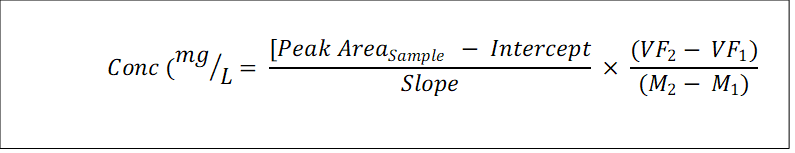 Conc (mg/L = [Peak Area_Sample − Intercept / Slope × (VF_2 − VF_1) / (M_2 − M_1)